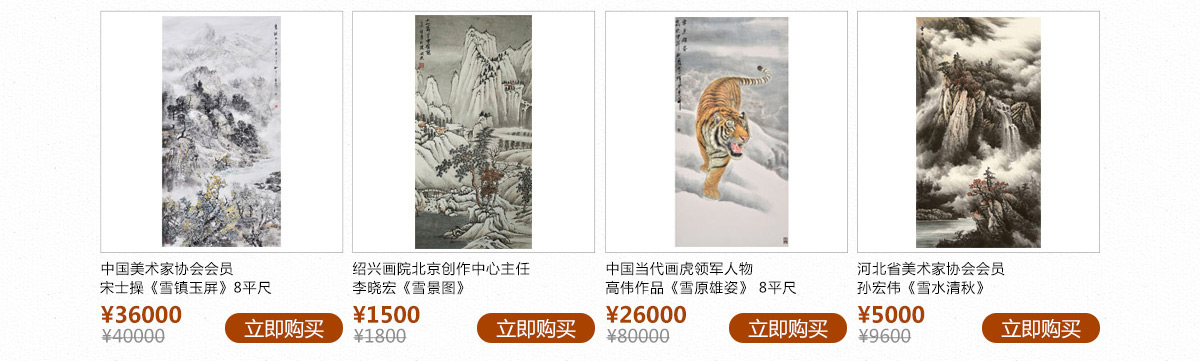 中国美术家协会会员
宋士操《雪镇玉屏》8平尺
¥36000
¥40000
立即购买
绍兴画院北京创作中心主任
李晓宏《雪景图》
¥1500
¥1800
立即购买
中国当代画虎领军人物
高伟作品《雪原雄姿》 8平尺
¥26000
¥80000
立即购买
河北省美术家协会会员
孙宏伟《雪水清秋》
¥5000
¥9600
立即购买